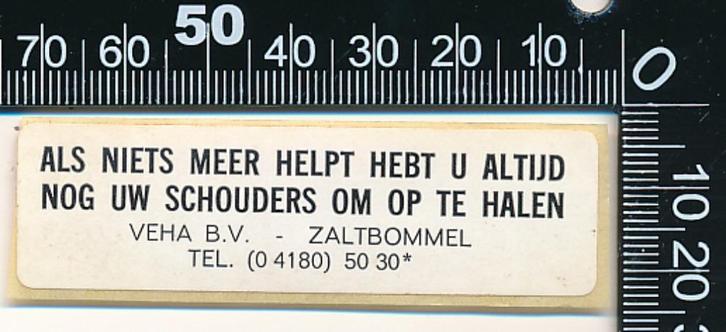 70 60 50 40 30 20 10 0
ALS NIETS MEER HELPT HEBT U ALTIJD
NOG UW SCHOUDERS OM OP TE HALEN
VEHA B.V. - ZALTBOMMEL
TEL. (0 4180) 50 30*
10 20